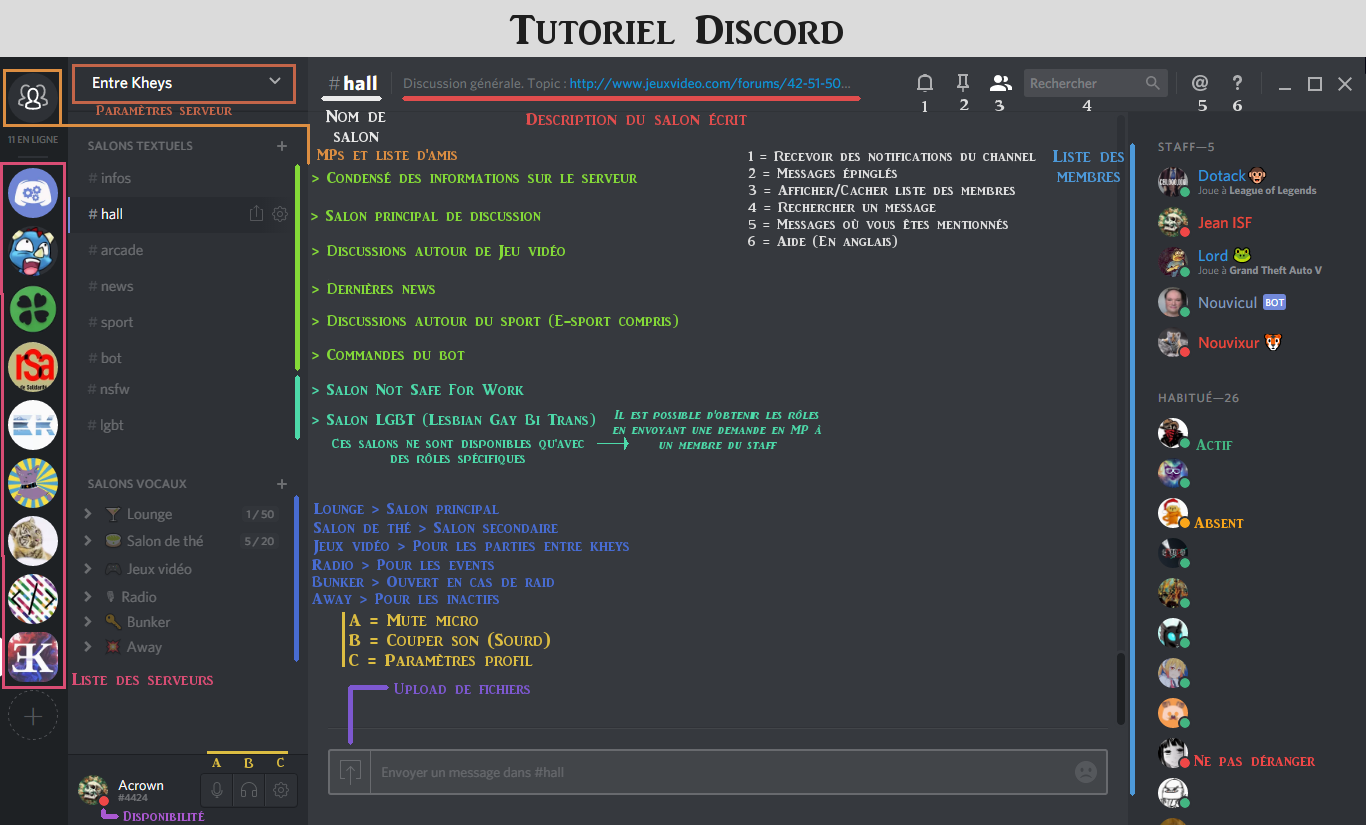 Tutoriel Discord
Entre Kheys
Paramètres serveur
11 EN LIGNE
#hall
Discussion générale. Topic : http://www.jeuxvideo.com/forums/42-51-50...
Rechercher
1
2
3
4
5
6
Nom de
salon
Description du salon écrit
MPs et liste d'amis
SALONS TEXTUELS
# infos
# hall
# arcade
# news
# sport
# bot
# nsfw
# lgbt
> Condensé des informations sur le serveur
> Salon principal de discussion
> Discussions autour de Jeu vidéo
> Dernières news
> Discussions autour du sport (E-sport compris)
> Commandes du bot
> Salon Not Safe For Work
> Salon LGBT (Lesbian Gay Bi Trans)
Ces salons ne sont disponibles qu'avec
des rôles spécifiques
Il est possible d'obtenir les rôles
en envoyant une demande en MP à
un membre du staff
1 = Recevoir des notifications du channel
2 = Messages épinglés
3 = Afficher/Cacher liste des membres
4 = Rechercher un message
5 = Messages où vous êtes mentionnés
6 = Aide (En anglais)
Liste des
membres
SALONS VOCAUX
Lounge 1/50
Salon de thé 5/20
Jeux vidéo
Radio
Bunker
Away
Lounge > Salon principal
Salon de thé > Salon secondaire
Jeux vidéo > Pour les parties entre kheys
Radio > Pour les events
Bunker > Ouvert en cas de raid
Away > Pour les inactifs
A = Mute micro
B = Couper son (Sourd)
C = Paramètres profil
Liste des serveurs
Upload de fichiers
A B C
Acrown
#4424
Disponibilité
Envoyer un message dans #hall
STAFF—5
Dotack
Joue à League of Legends
Jean ISF
Lord
Joue à Grand Theft Auto V
Nouvicul BOT
Nouvixur
HABITUÉ—26
Actif
Absent
Ne pas déranger
rSa
de Solidarité
EK
EK